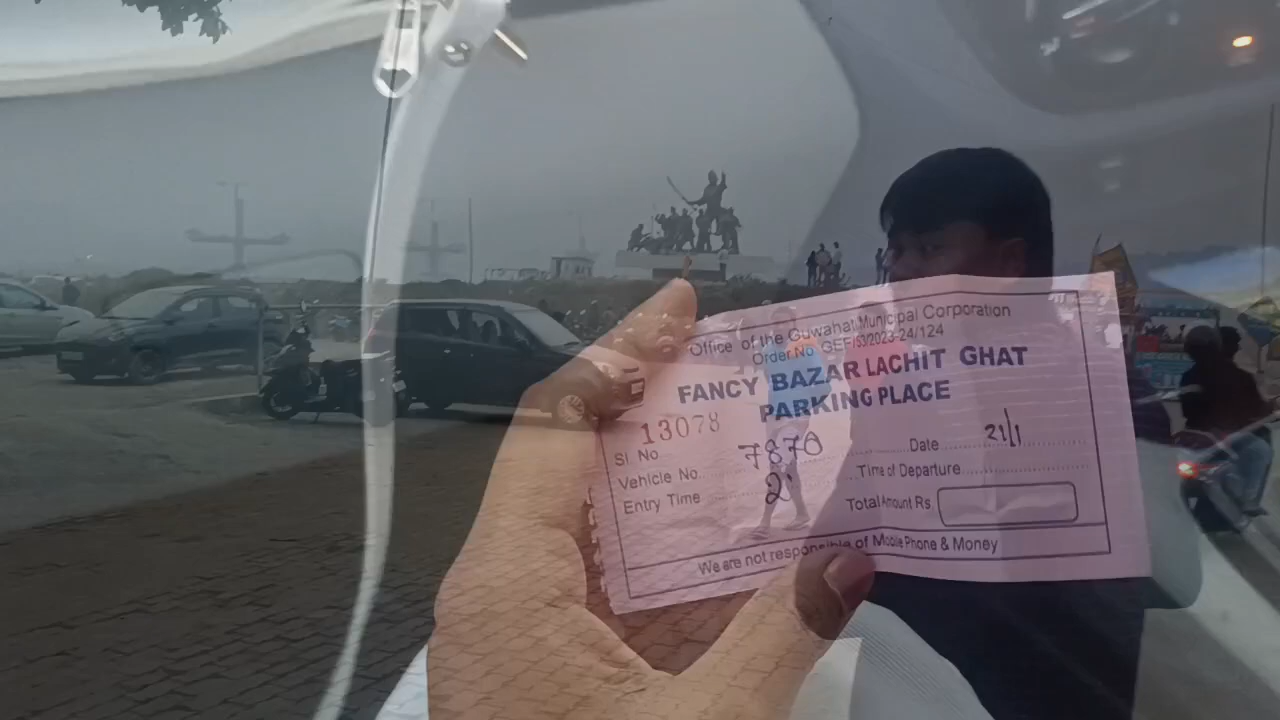 Office of the Guwahati Municipal Corporation
Order No GEF/53/2023-24/124
FANCY BAZAR LACHIT GHAT
PARKING PLACE
13078
Sl No
Vehicle No. 7870
Date 21/1
Entry Time 2
Time of Departure
Total Amount Rs.
We are not responsible of Mobile Phone & Money